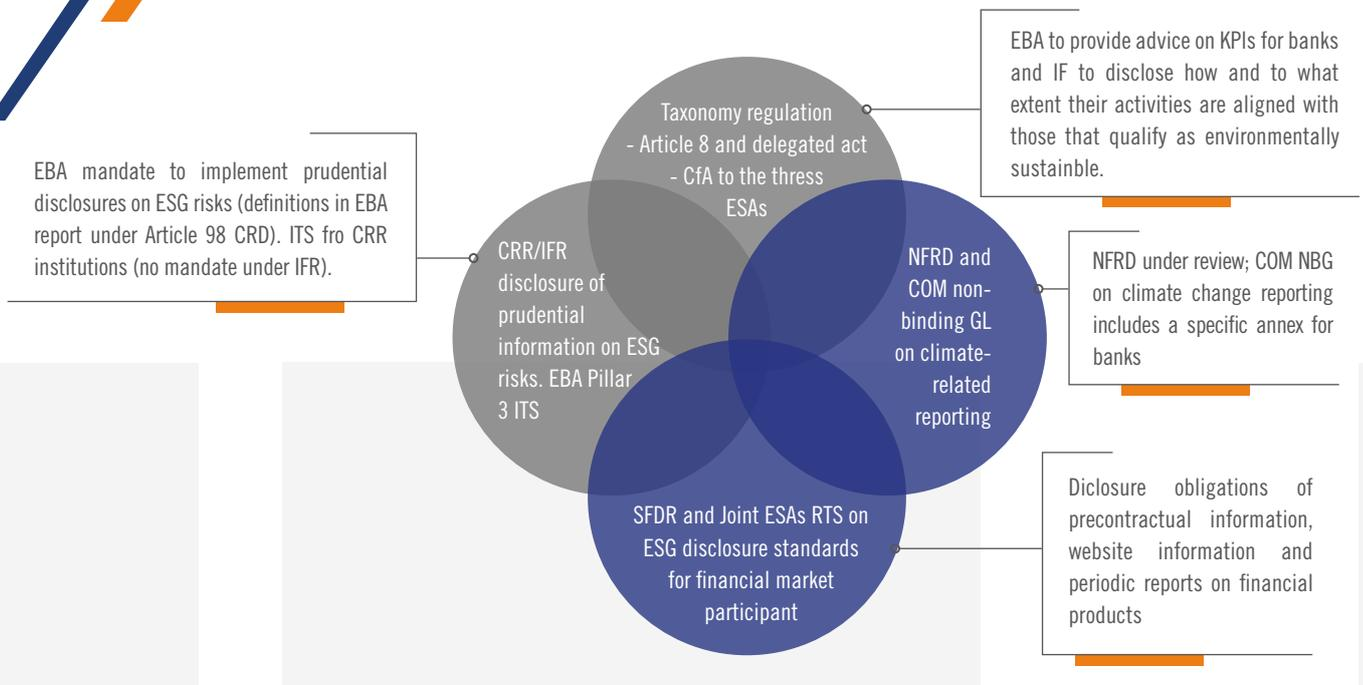 EBA to provide advice on KPIs for banks
and IF to disclose how and to what
extent their activities are aligned with
those that qualify as environmentally
sustainble.
Taxonomy regulation
- Article 8 and delegated act
- CfA to the thress
ESAs
EBA mandate to implement prudential
disclosures on ESG risks (definitions in EBA
report under Article 98 CRD). ITS fro CRR
institutions (no mandate under IFR).
CRR/IFR
disclosure of
prudential
information on ESG
risks. EBA Pillar
3 ITS
NFRD and
COM non-
binding GL
on climate-
related
reporting
NFRD under review; COM NBG
on climate change reporting
includes a specific annex for
banks
SFDR and Joint ESAs RTS on
ESG disclosure standards
for financial market
participant
Diclosure obligations of
precontractual information,
website information and
periodic reports on financial
products